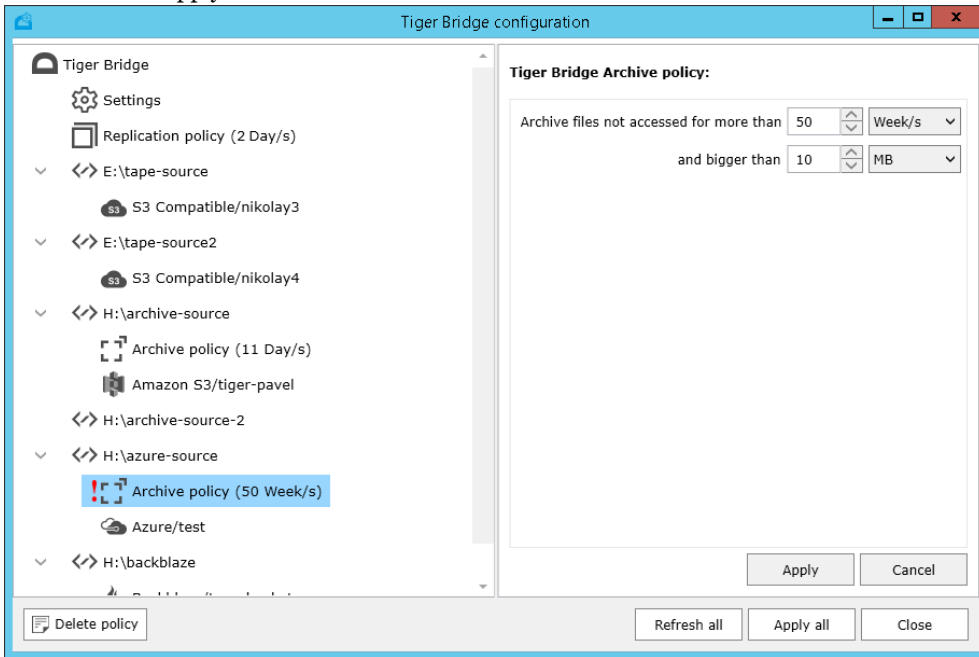 Tiger Bridge configuration
Tiger Bridge
Settings
Replication policy (2 Day/s)
E:\tape-source
S3
S3 Compatible/nikolay3
E:\tape-source2
S3
S3 Compatible/nikolay4
H:\archive-source
Archive policy (11 Day/s)
Amazon S3/tiger-pavel
H:\archive-source-2
H:\azure-source
! Archive policy (50 Week/s)
Azure/test
H:\backblaze
Tiger Bridge Archive policy:
Archive files not accessed for more than 50 Week/s
and bigger than 10 MB
Apply Cancel
Delete policy
Refresh all Apply all Close